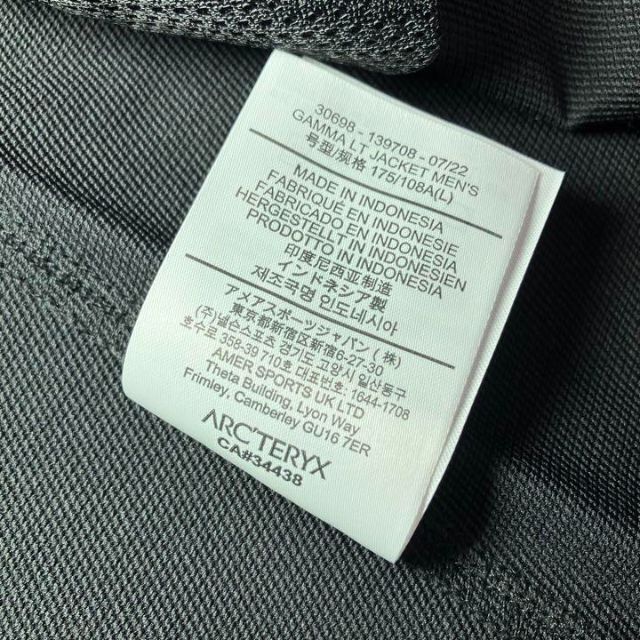 30698 - 139708 - 07/22
GAMMA LT JACKET MEN'S
号型/规格 175/108A(L)
MADE IN INDONESIA
FABRIQUE EN INDONESIE
FABRICADO EN INDONESIA
HERGESTELLT IN INDONESIEN
PRODOTTO IN INDONESIA
印度尼西亚制造
インドネシア製
제조국명 인도네시아
アメアスポーツジャパン(株)
東京都新宿区新宿6-27-30
(주)넬슨스포츠 경기도 고양시 일산동구
호수로 358-39 710호 대표번호: 1644-1708
AMER SPORTS UK LTD
Theta Building, Lyon Way
Frimley, Camberley GU16 7ER
ARC'TERYX
CA#34438